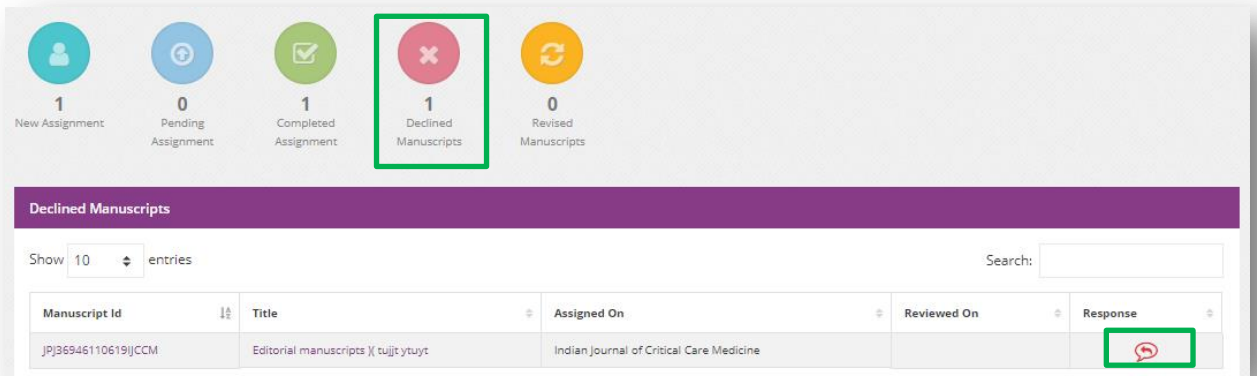 1 0 1 1 0
New Assignment Pending Completed Declined Revised
Assignment Assignment Manuscripts Manuscripts
Declined Manuscripts
Show 10 entries Search:
Manuscript Id Title Assigned On Reviewed On Response
JPJ36946110619IJCCM Editorial manuscripts )( tujjt ytuyt Indian Journal of Critical Care Medicine